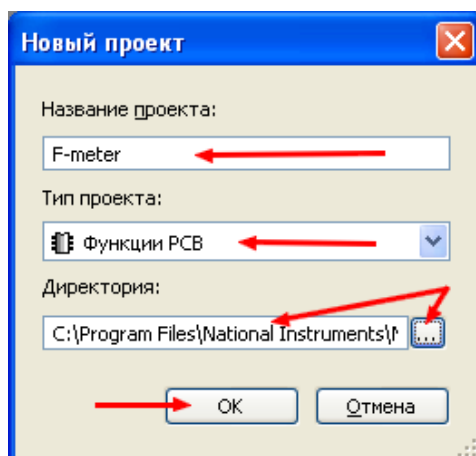 Новый проект
Название проекта:
F-meter
Тип проекта:
Функции PCB
Директория:
C:\Program Files\National Instruments\
...
OK
Отмена